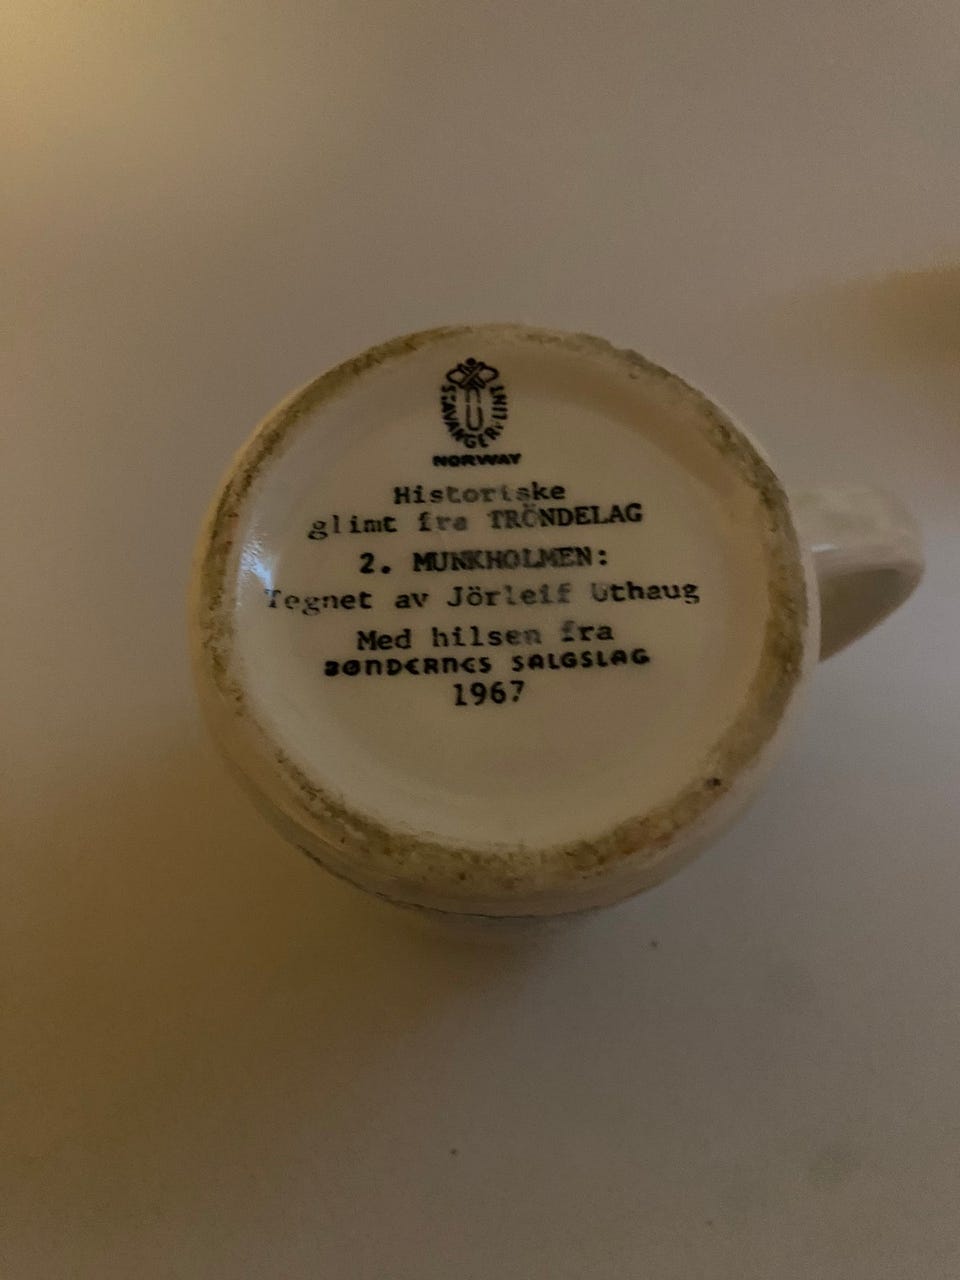 STAVANGERFLINT
NORWAY
Historiske
glimt fra TRÖNDELAG
2. MUNKHOLMEN:
Tegnet av Jörleif Uthaug
Med hilsen fra
BØNDERNES SALGSLAG
1967